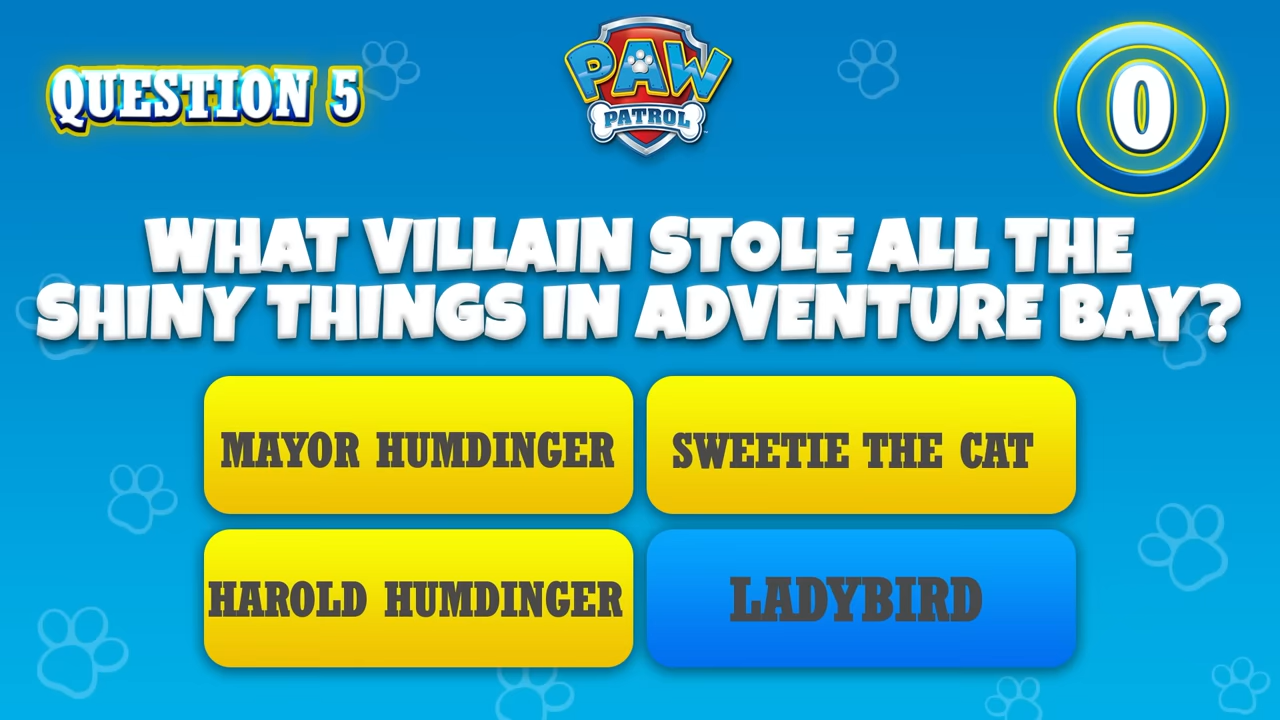 QUESTION 5
PAW
PATROL
0
WHAT VILLAIN STOLE ALL THE
SHINY THINGS IN ADVENTURE BAY?
MAYOR HUMDINGER
SWEETIE THE CAT
HAROLD HUMDINGER
LADYBIRD